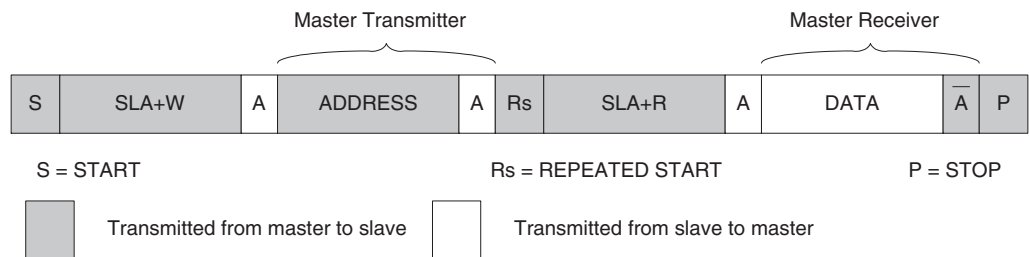 Master Transmitter Master Receiver
S SLA+W A ADDRESS A Rs SLA+R A DATA A̅ P
S = START Rs = REPEATED START P = STOP
Transmitted from master to slave Transmitted from slave to master